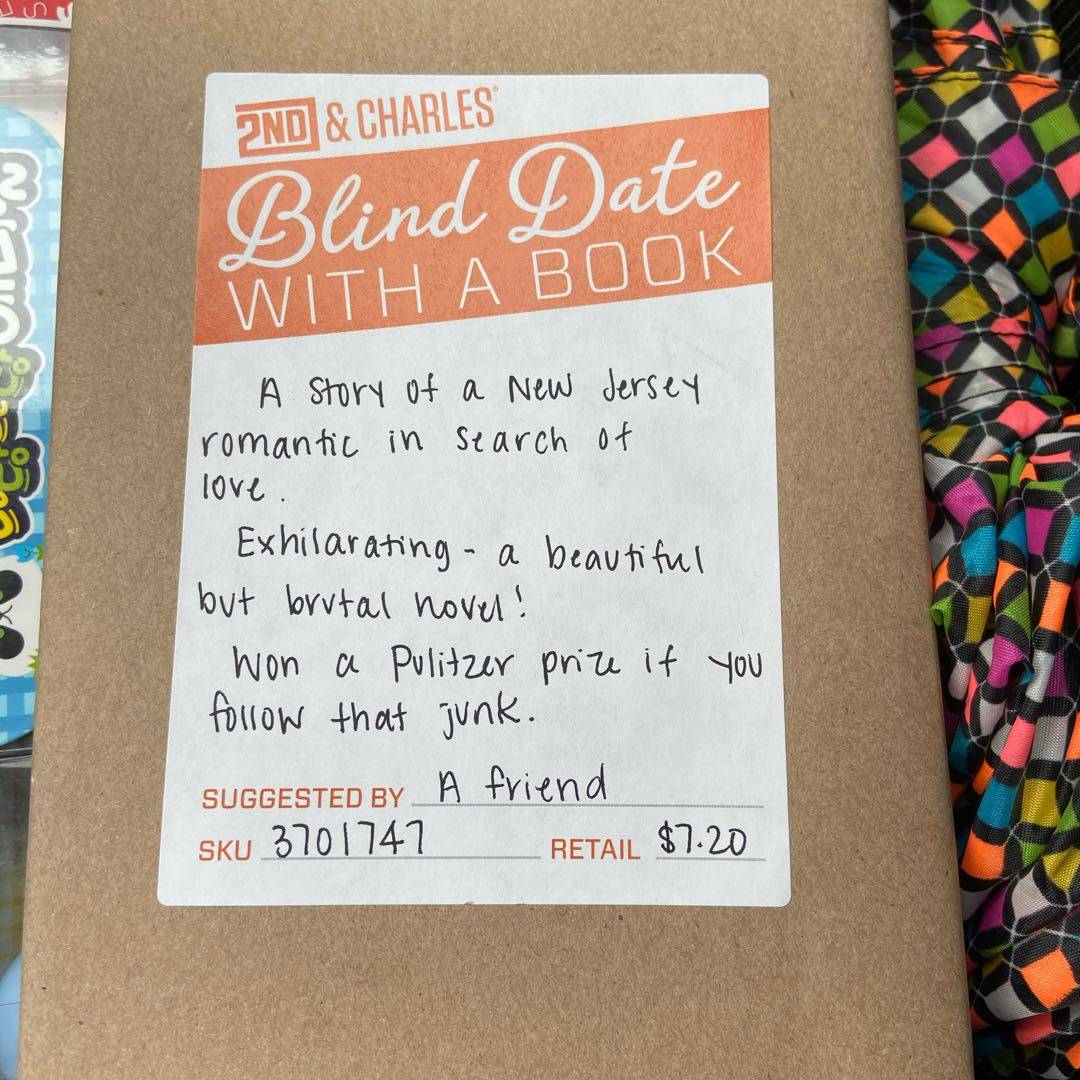 2ND & CHARLES®
Blind Date
WITH A BOOK
A story of a New Jersey
romantic in search of
love.
Exhilarating - a beautiful
but brutal novel!
Won a Pulitzer prize if you
follow that junk.
SUGGESTED BY A friend
SKU 3701747 RETAIL $7.20